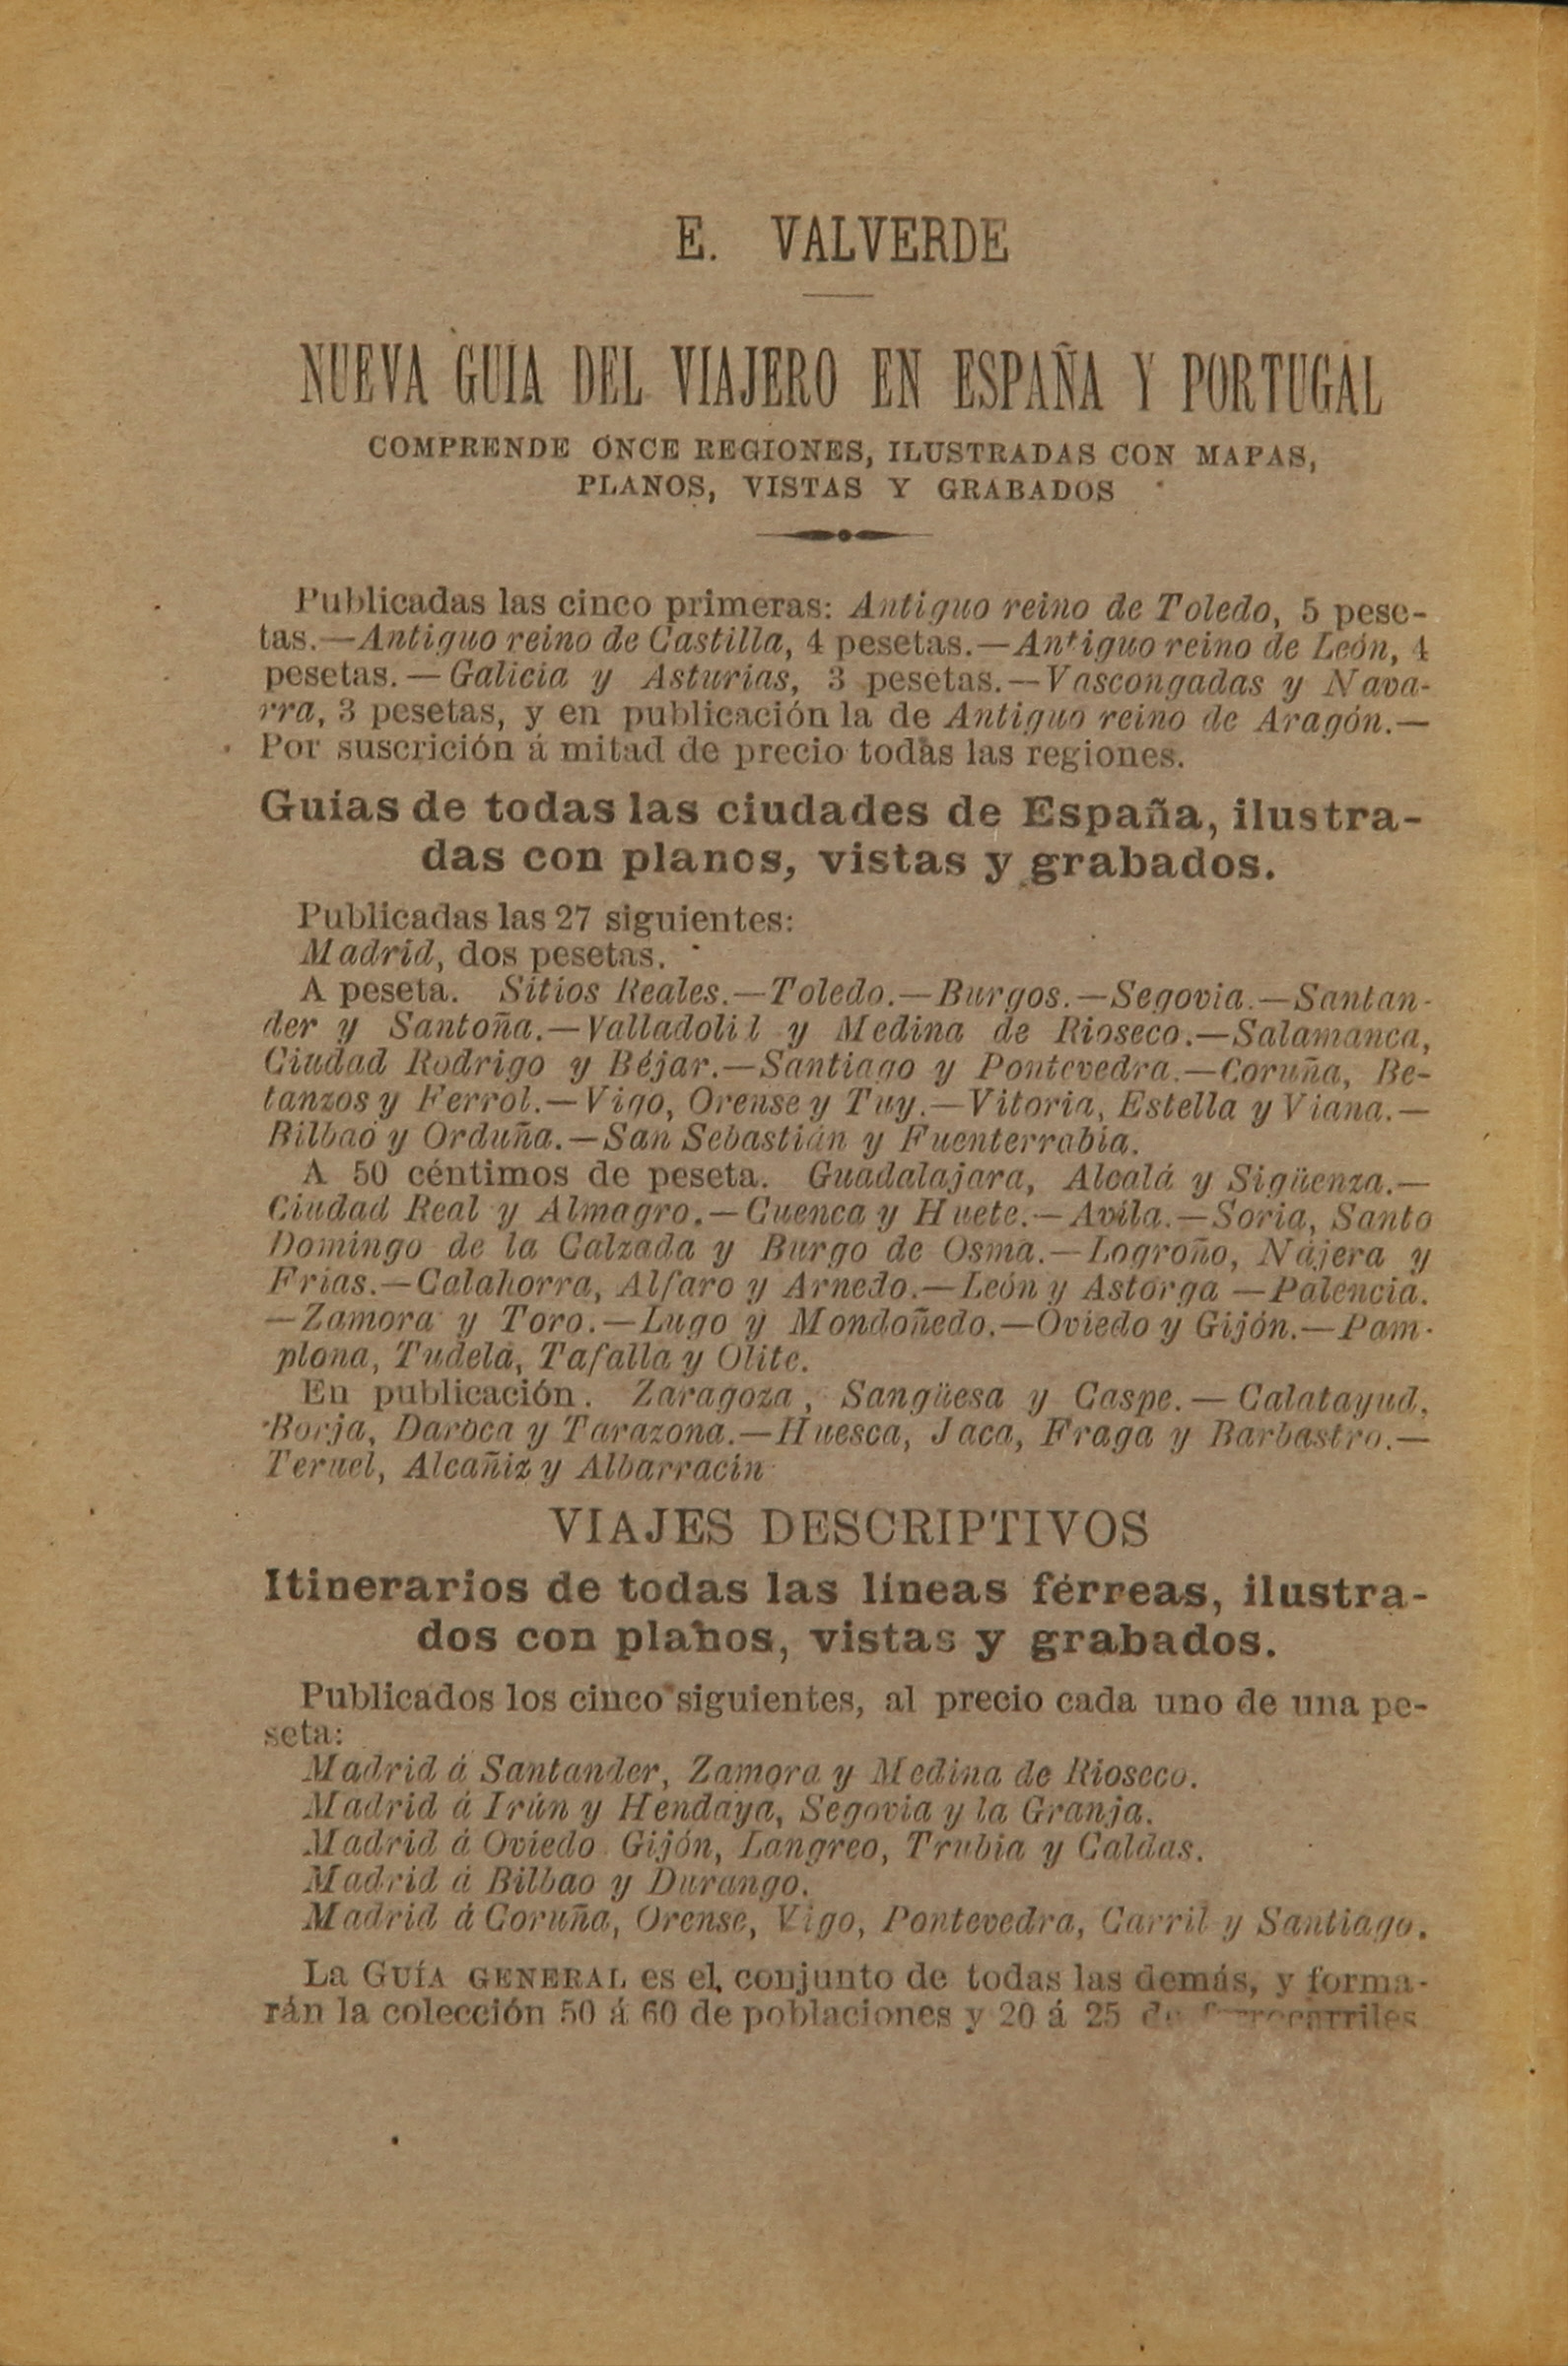 E. VALVERDE
NUEVA GUÍA DEL VIAJERO EN ESPAÑA Y PORTUGAL
COMPRENDE ONCE REGIONES, ILUSTRADAS CON MAPAS,
PLANOS, VISTAS Y GRABADOS
Publicadas las cinco primeras: Antiguo reino de Toledo, 5 pese-
tas.—Antiguo reino de Castilla, 4 pesetas.—Antiguo reino de León, 4
pesetas.—Galicia y Asturias, 3 pesetas.—Vascongadas y Nava-
rra, 3 pesetas, y en publicación la de Antiguo reino de Aragón.—
Por suscrición á mitad de precio todas las regiones.
Guías de todas las ciudades de España, ilustra-
das con planos, vistas y grabados.
Publicadas las 27 siguientes:
Madrid, dos pesetas.
A peseta. Sitios Reales.—Toledo.—Burgos.—Segovia.—Santan-
der y Santoña.—Valladolid y Medina de Rioseco.—Salamanca,
Ciudad Rodrigo y Béjar.—Santiago y Pontevedra.—Coruña, Be-
tanzos y Ferrol.—Vigo, Orense y Tuy.—Vitoria, Estella y Viana.—
Bilbao y Orduña.—San Sebastián y Fuenterrabía.
A 50 céntimos de peseta. Guadalajara, Alcalá y Sigüenza.—
Ciudad Real y Almagro.—Cuenca y Huete.—Avila.—Soria, Santo
Domingo de la Calzada y Burgo de Osma.—Logroño, Nájera y
Frías.—Calahorra, Alfaro y Arnedo.—León y Astorga —Palencia.
—Zamora y Toro.—Lugo y Mondoñedo.—Oviedo y Gijón.—Pam-
plona, Tudela, Tafalla y Olite.
En publicación. Zaragoza, Sangüesa y Caspe.—Calatayud,
Borja, Daroca y Tarazona.—Huesca, Jaca, Fraga y Barbastro.—
Teruel, Alcañiz y Albarracín
VIAJES DESCRIPTIVOS
Itinerarios de todas las líneas férreas, ilustra-
dos con planos, vistas y grabados.
Publicados los cinco siguientes, al precio cada uno de una pe-
seta:
Madrid á Santander, Zamora y Medina de Rioseco.
Madrid á Irún y Hendaya, Segovia y la Granja.
Madrid á Oviedo Gijón, Langreo, Trubia y Caldas.
Madrid á Bilbao y Durango.
Madrid á Coruña, Orense, Vigo, Pontevedra, Carril y Santiago.
La GUÍA GENERAL es el conjunto de todas las demás, y forma-
rán la colección 50 á 60 de poblaciones y 20 á 25 de ferrocarriles